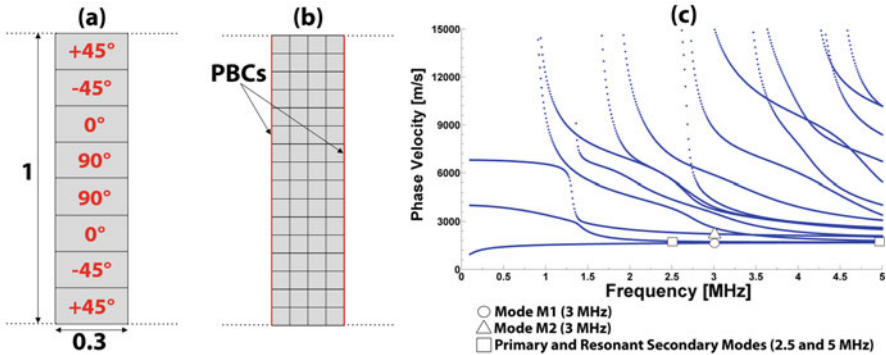 (a)
+45°
-45°
0°
90°
90°
0°
-45°
+45°
1
0.3
(b)
PBCs
(c)
Phase Velocity [m/s]
15000
12000
9000
6000
3000
0
0 0.5 1 1.5 2 2.5 3 3.5 4 4.5 5
Frequency [MHz]
Mode M1 (3 MHz)
Mode M2 (3 MHz)
Primary and Resonant Secondary Modes (2.5 and 5 MHz)